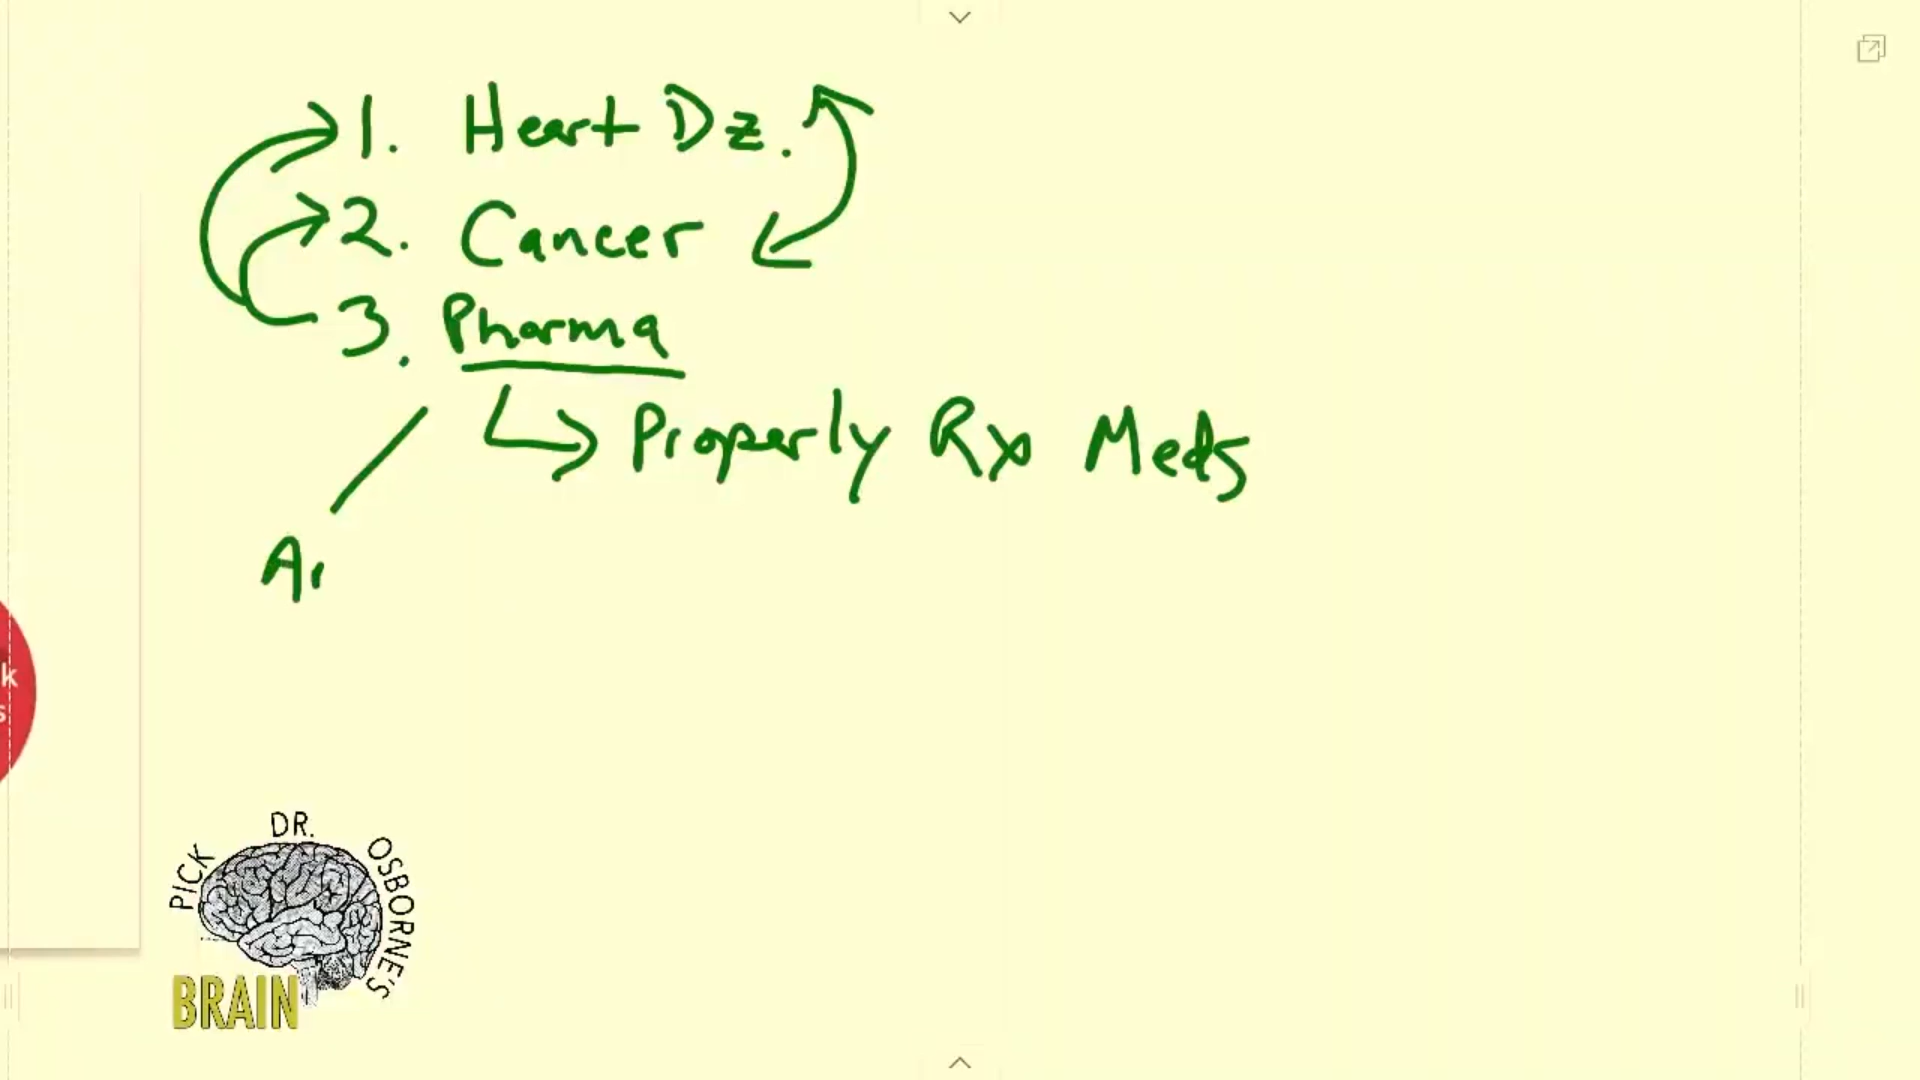 1. Heart Dz.
2. Cancer
3. Pharma
Properly Rx Meds
k
s
PICK DR. OSBORNE'S
BRAIN